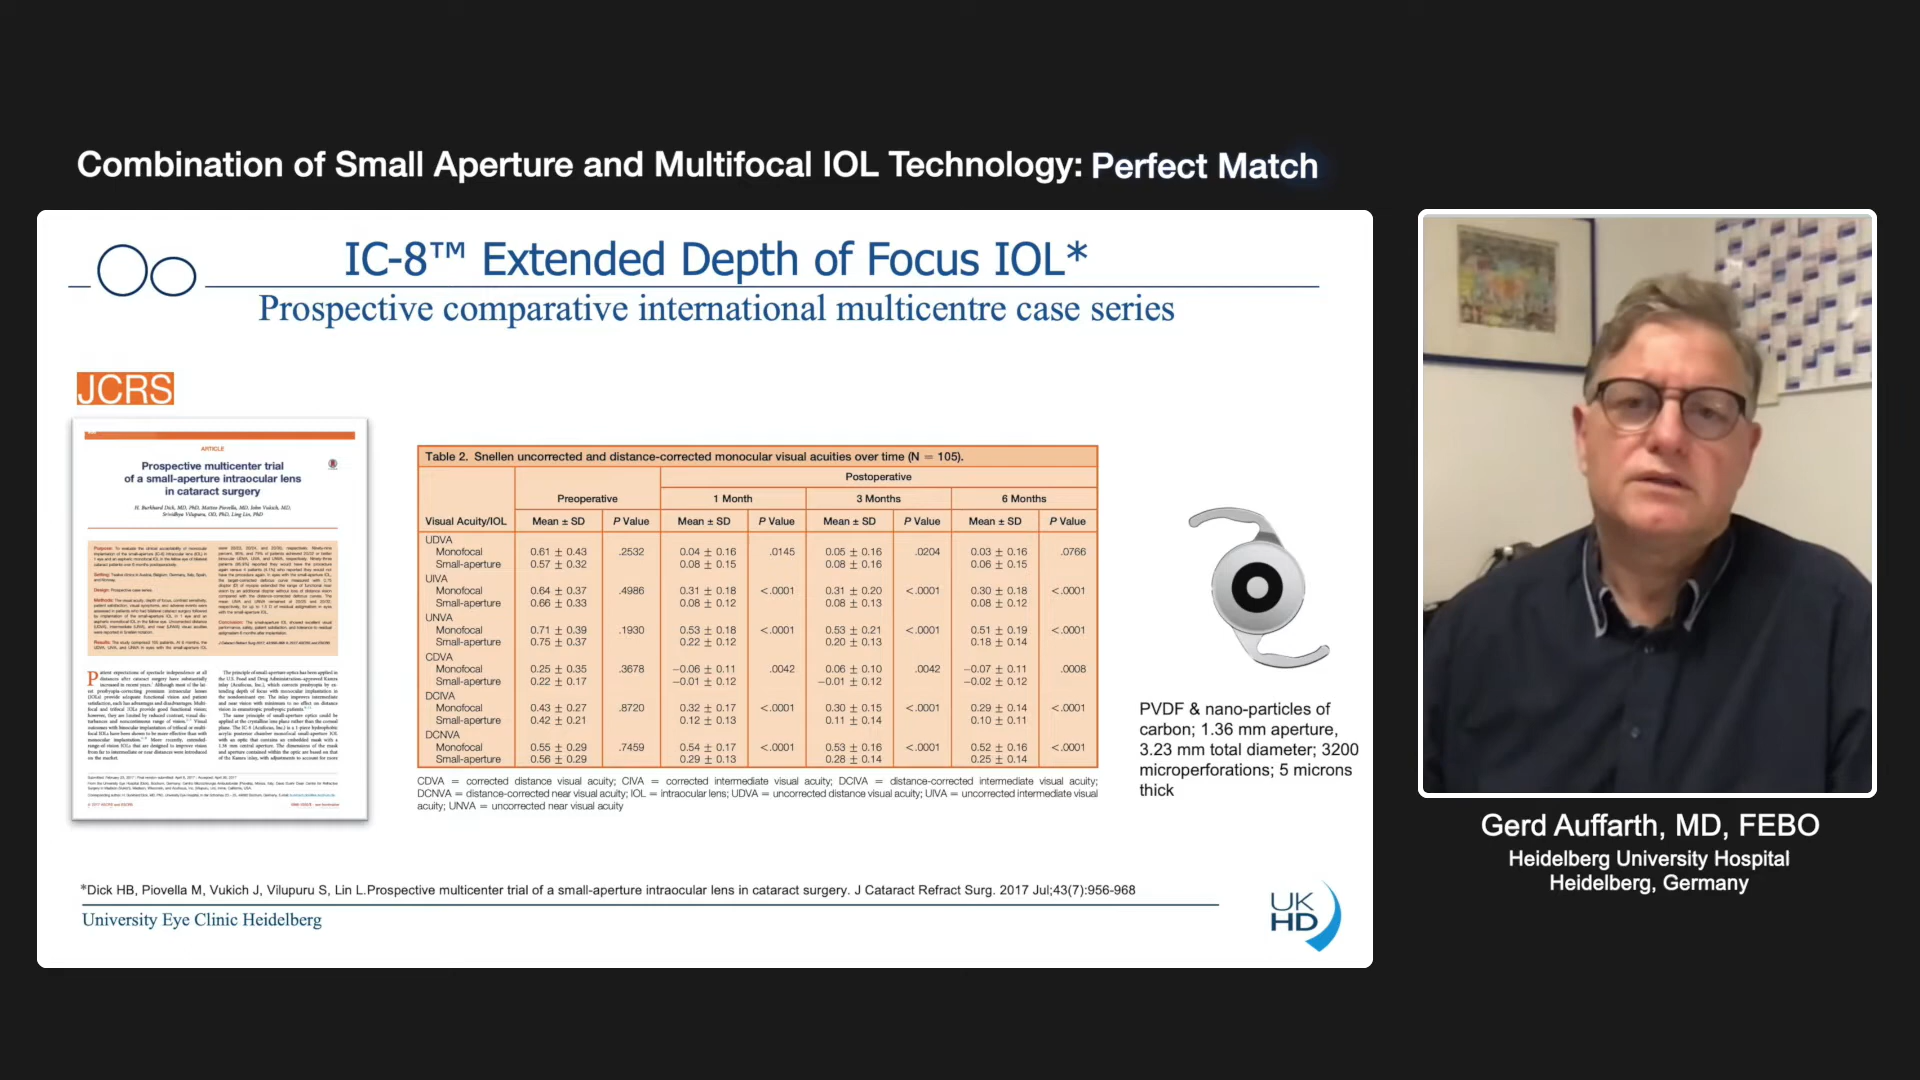 Combination of Small Aperture and Multifocal IOL Technology: Perfect Match
IC-8™ Extended Depth of Focus IOL*
Prospective comparative international multicentre case series
JCRS
ARTICLE
Prospective multicenter trial
of a small-aperture intraocular lens
in cataract surgery
H. Burkhard Dick, MD, PhD, Matteo Piovella, MD, John Vukich, MD,
Srividhya Vilupuru, OD, PhD, Ling Lin, PhD
Table 2. Snellen uncorrected and distance-corrected monocular visual acuities over time (N = 105).
Postoperative
Preoperative 1 Month 3 Months 6 Months
Visual Acuity/IOL Mean ± SD P Value Mean ± SD P Value Mean ± SD P Value Mean ± SD P Value
UDVA
Monofocal 0.61 ± 0.43 .2532 0.04 ± 0.16 .0145 0.05 ± 0.16 .0204 0.03 ± 0.16 .0766
Small-aperture 0.57 ± 0.32 0.08 ± 0.15 0.08 ± 0.16 0.06 ± 0.15
UIVA
Monofocal 0.64 ± 0.37 .4986 0.31 ± 0.18 <.0001 0.31 ± 0.20 <.0001 0.30 ± 0.18 <.0001
Small-aperture 0.66 ± 0.33 0.08 ± 0.12 0.08 ± 0.13 0.08 ± 0.12
UNVA
Monofocal 0.71 ± 0.39 .1930 0.53 ± 0.18 <.0001 0.53 ± 0.21 <.0001 0.51 ± 0.19 <.0001
Small-aperture 0.75 ± 0.37 0.22 ± 0.12 0.20 ± 0.13 0.18 ± 0.14
CDVA
Monofocal 0.25 ± 0.35 .3678 −0.06 ± 0.11 .0042 0.06 ± 0.10 .0042 −0.07 ± 0.11 .0008
Small-aperture 0.22 ± 0.17 −0.01 ± 0.12 −0.01 ± 0.12 −0.02 ± 0.12
DCIVA
Monofocal 0.43 ± 0.27 .8720 0.32 ± 0.17 <.0001 0.30 ± 0.15 <.0001 0.29 ± 0.14 <.0001
Small-aperture 0.42 ± 0.21 0.12 ± 0.13 0.11 ± 0.14 0.10 ± 0.11
DCNVA
Monofocal 0.55 ± 0.29 .7459 0.54 ± 0.17 <.0001 0.53 ± 0.16 <.0001 0.52 ± 0.16 <.0001
Small-aperture 0.56 ± 0.29 0.29 ± 0.13 0.28 ± 0.14 0.25 ± 0.14
CDVA = corrected distance visual acuity; CIVA = corrected intermediate visual acuity; DCIVA = distance-corrected intermediate visual acuity;
DCNVA = distance-corrected near visual acuity; IOL = intraocular lens; UDVA = uncorrected distance visual acuity; UIVA = uncorrected intermediate visual
acuity; UNVA = uncorrected near visual acuity
PVDF & nano-particles of
carbon; 1.36 mm aperture,
3.23 mm total diameter; 3200
microperforations; 5 microns
thick
*Dick HB, Piovella M, Vukich J, Vilupuru S, Lin L.Prospective multicenter trial of a small-aperture intraocular lens in cataract surgery. J Cataract Refract Surg. 2017 Jul;43(7):956-968
University Eye Clinic Heidelberg
UK
HD
Gerd Auffarth, MD, FEBO
Heidelberg University Hospital
Heidelberg, Germany